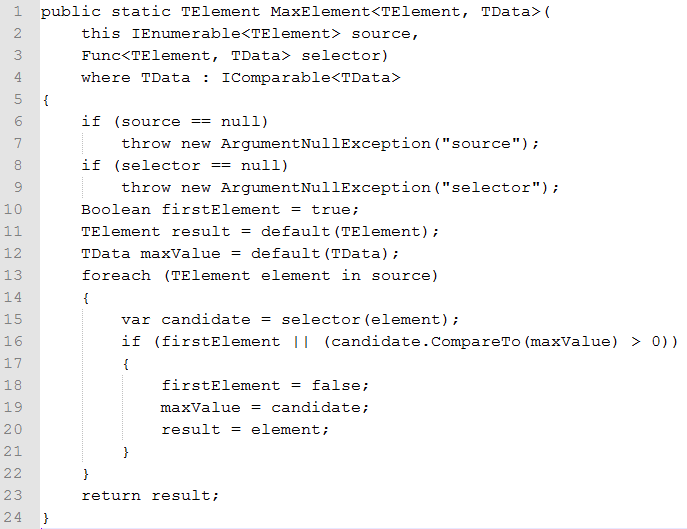 1 public static TElement MaxElement<TElement, TData>(
2     this IEnumerable<TElement> source,
3     Func<TElement, TData> selector)
4     where TData : IComparable<TData>
5 {
6     if (source == null)
7         throw new ArgumentNullException("source");
8     if (selector == null)
9         throw new ArgumentNullException("selector");
10     Boolean firstElement = true;
11     TElement result = default(TElement);
12     TData maxValue = default(TData);
13     foreach (TElement element in source)
14     {
15         var candidate = selector(element);
16         if (firstElement || (candidate.CompareTo(maxValue) > 0))
17         {
18             firstElement = false;
19             maxValue = candidate;
20             result = element;
21         }
22     }
23     return result;
24 }